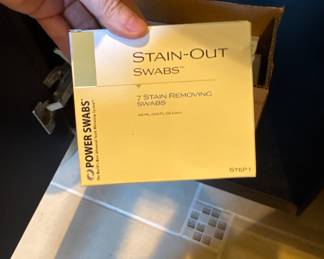 STAIN-OUT
SWABS™
7 STAIN REMOVING
SWABS
STEP 1
POWER SWABS®